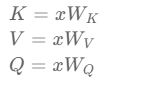 K = xW_K
V = xW_V
Q = xW_Q